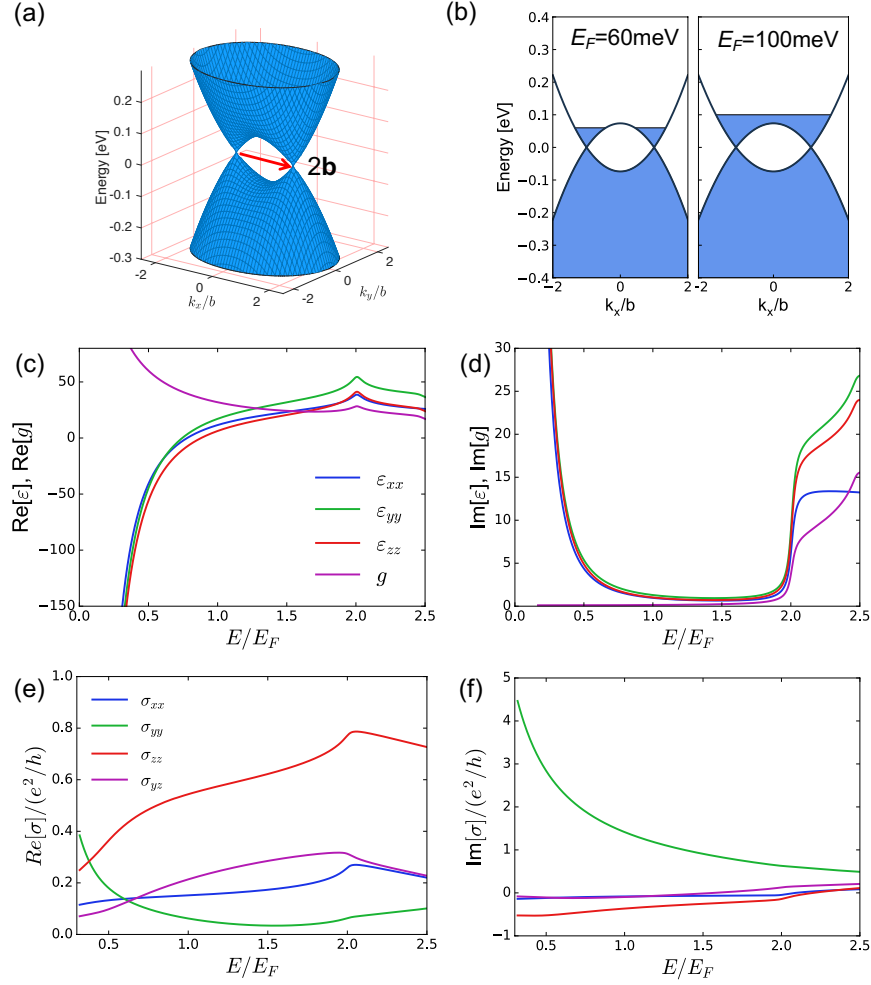 (a)
Energy [eV]
0.2
0.1
0
-0.1
-0.2
-0.3
2b
-2
0
2
k_x/b
-2
0
2
k_y/b
(b)
E_F=60meV
E_F=100meV
Energy [eV]
0.4
0.3
0.2
0.1
0.0
−0.1
−0.2
−0.3
−0.4
−2
0
2
−2
0
2
k_x/b
k_x/b
(c)
Re[ε], Re[g]
50
0
−50
−100
−150
ε_xx
ε_yy
ε_zz
g
0.0
0.5
1.0
1.5
2.0
2.5
E/E_F
(d)
Im[ε], Im[g]
30
25
20
15
10
5
0
0.0
0.5
1.0
1.5
2.0
2.5
E/E_F
(e)
Re[σ]/(e²/h)
1.0
0.8
0.6
0.4
0.2
0.0
σ_xx
σ_yy
σ_zz
σ_yz
0.5
1.0
1.5
2.0
2.5
E/E_F
(f)
Im[σ]/(e²/h)
5
4
3
2
1
0
−1
0.5
1.0
1.5
2.0
2.5
E/E_F